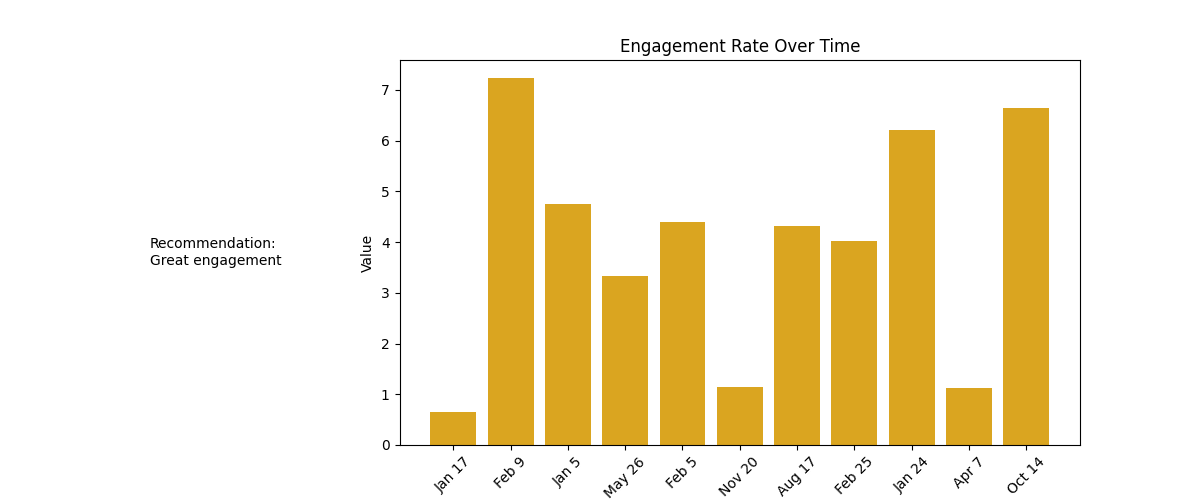 Engagement Rate Over Time
Recommendation:
Great engagement
Value
7
6
5
4
3
2
1
0
Jan 17
Feb 9
Jan 5
May 26
Feb 5
Nov 20
Aug 17
Feb 25
Jan 24
Apr 7
Oct 14